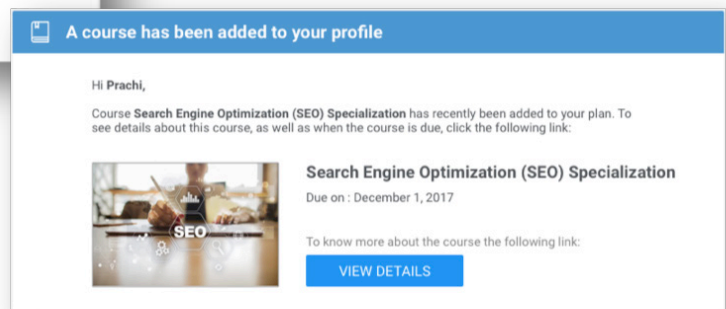 A course has been added to your profile
Hi Prachi,
Course Search Engine Optimization (SEO) Specialization has recently been added to your plan. To
see details about this course, as well as when the course is due, click the following link:
SEO
Search Engine Optimization (SEO) Specialization
Due on : December 1, 2017
To know more about the course the following link:
VIEW DETAILS